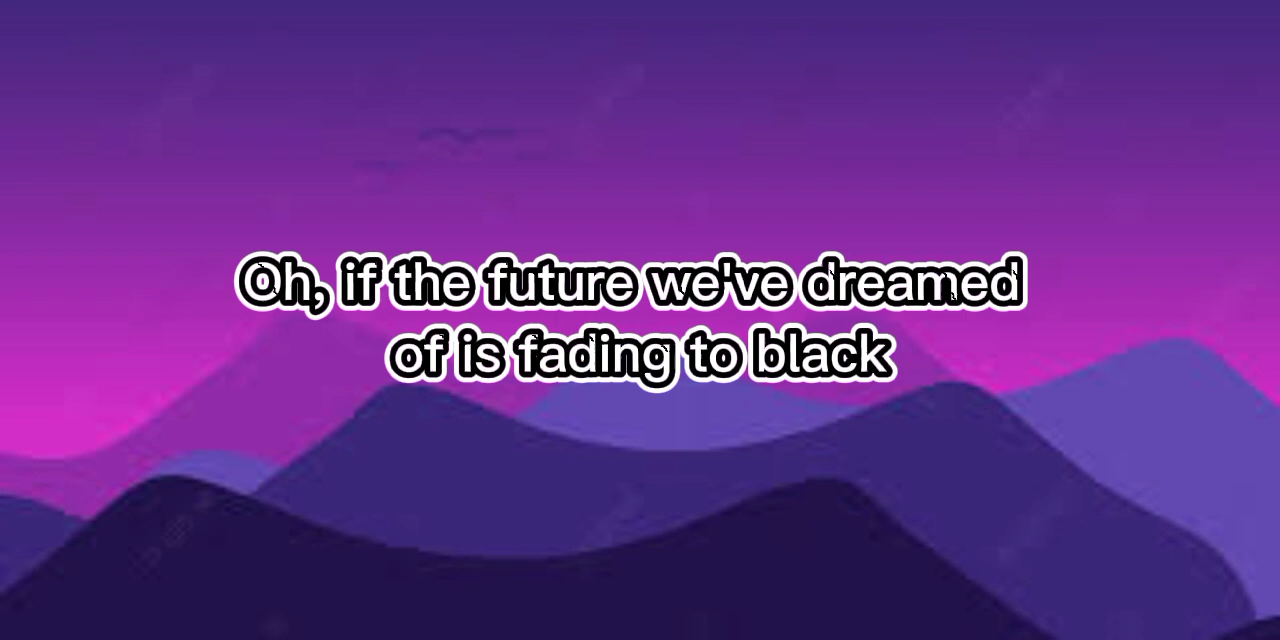 Oh, if the future we've dreamed
of is fading to black